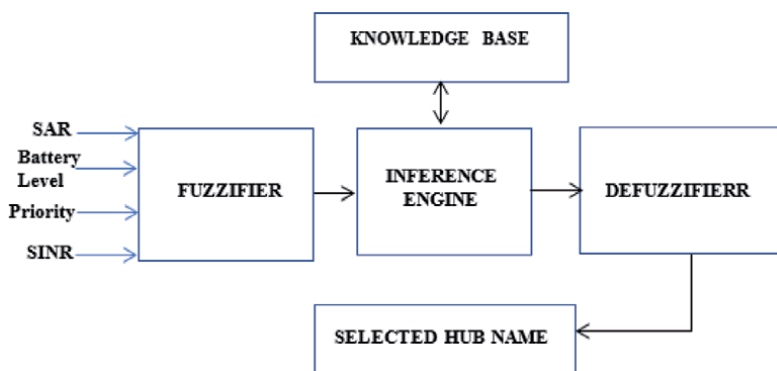 KNOWLEDGE BASE
SAR
Battery
Level
Priority
SINR
FUZZIFIER
INFERENCE
ENGINE
DEFUZZIFIERR
SELECTED HUB NAME